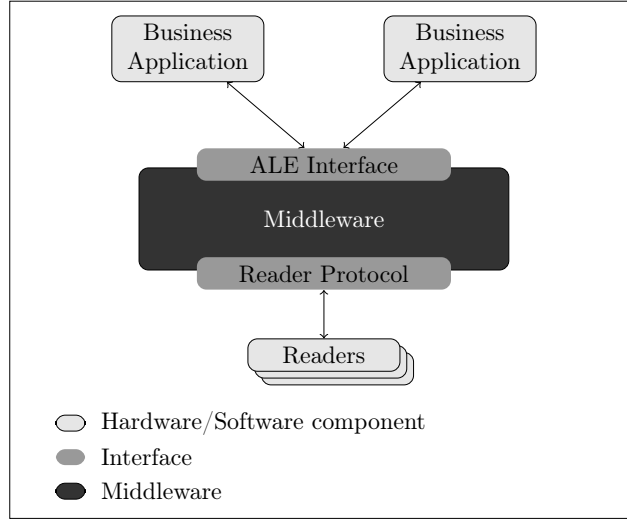 Business
Application
Business
Application
ALE Interface
Middleware
Reader Protocol
Readers
Hardware/Software component
Interface
Middleware